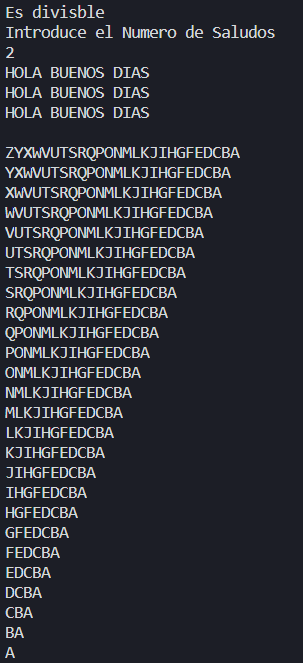 Es divisble
Introduce el Numero de Saludos
2
HOLA BUENOS DIAS
HOLA BUENOS DIAS
HOLA BUENOS DIAS

ZYXWVUTSRQPONMLKJIHGFEDCBA
YXWVUTSRQPONMLKJIHGFEDCBA
XWVUTSRQPONMLKJIHGFEDCBA
WVUTSRQPONMLKJIHGFEDCBA
VUTSRQPONMLKJIHGFEDCBA
UTSRQPONMLKJIHGFEDCBA
TSRQPONMLKJIHGFEDCBA
SRQPONMLKJIHGFEDCBA
RQPONMLKJIHGFEDCBA
QPONMLKJIHGFEDCBA
PONMLKJIHGFEDCBA
ONMLKJIHGFEDCBA
NMLKJIHGFEDCBA
MLKJIHGFEDCBA
LKJIHGFEDCBA
KJIHGFEDCBA
JIHGFEDCBA
IHGFEDCBA
HGFEDCBA
GFEDCBA
FEDCBA
EDCBA
DCBA
CBA
BA
A